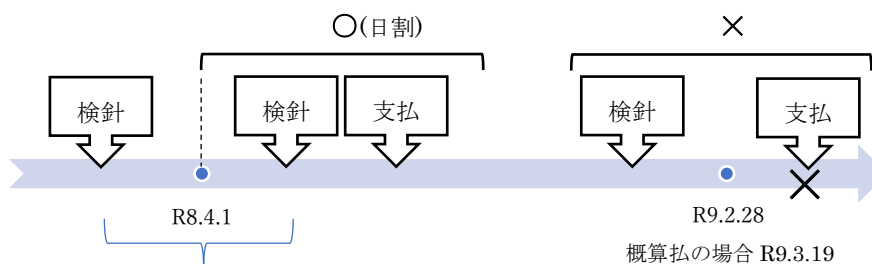 〇(日割)
×
検針
検針
支払
検針
支払
×
R8.4.1
R9.2.28
概算払の場合 R9.3.19